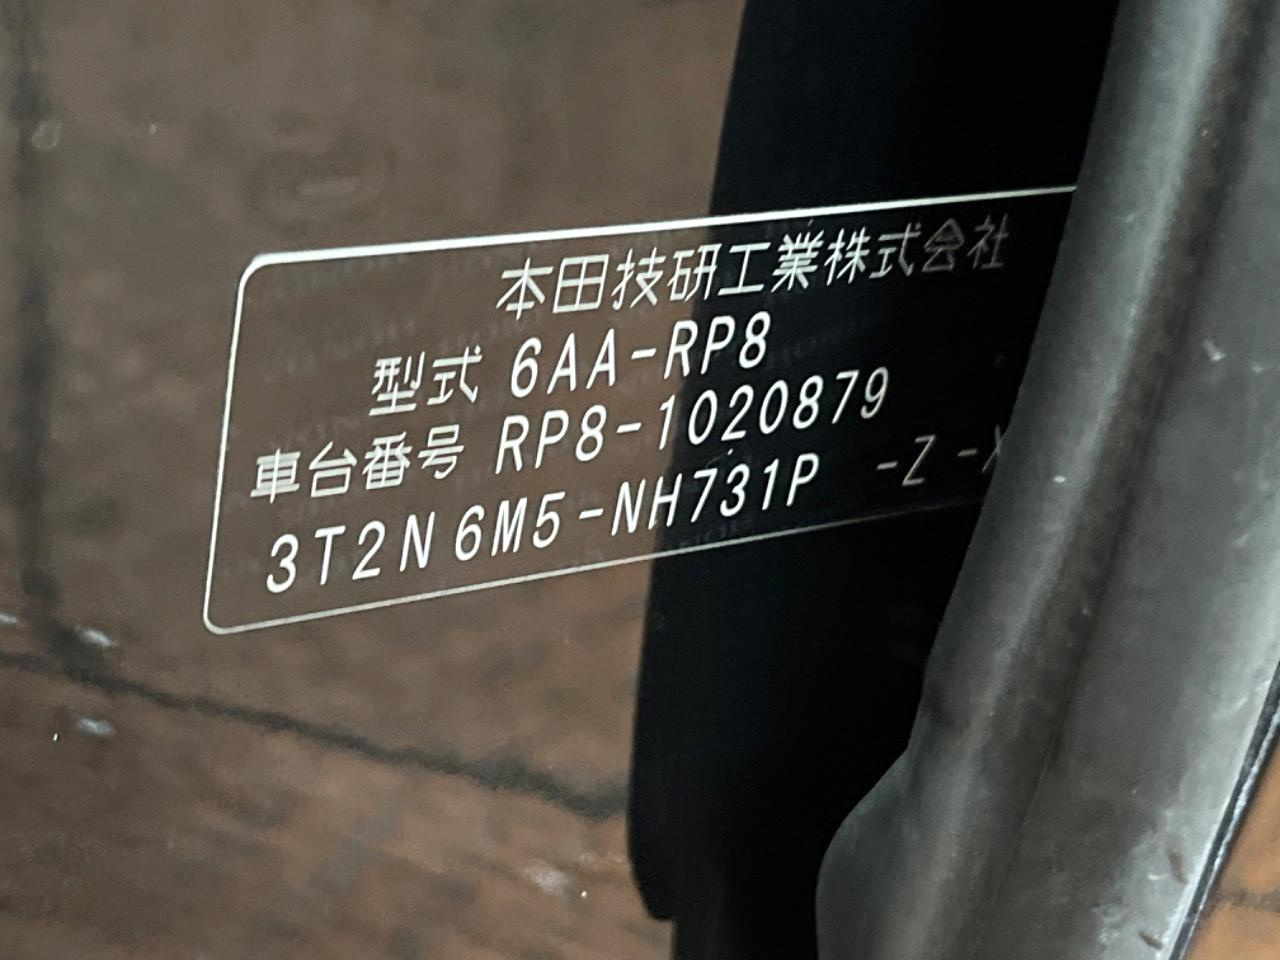 本田技研工業株式会社
型式 6AA-RP8
車台番号 RP8-1020879
3T2N 6M5-NH731P -Z -X